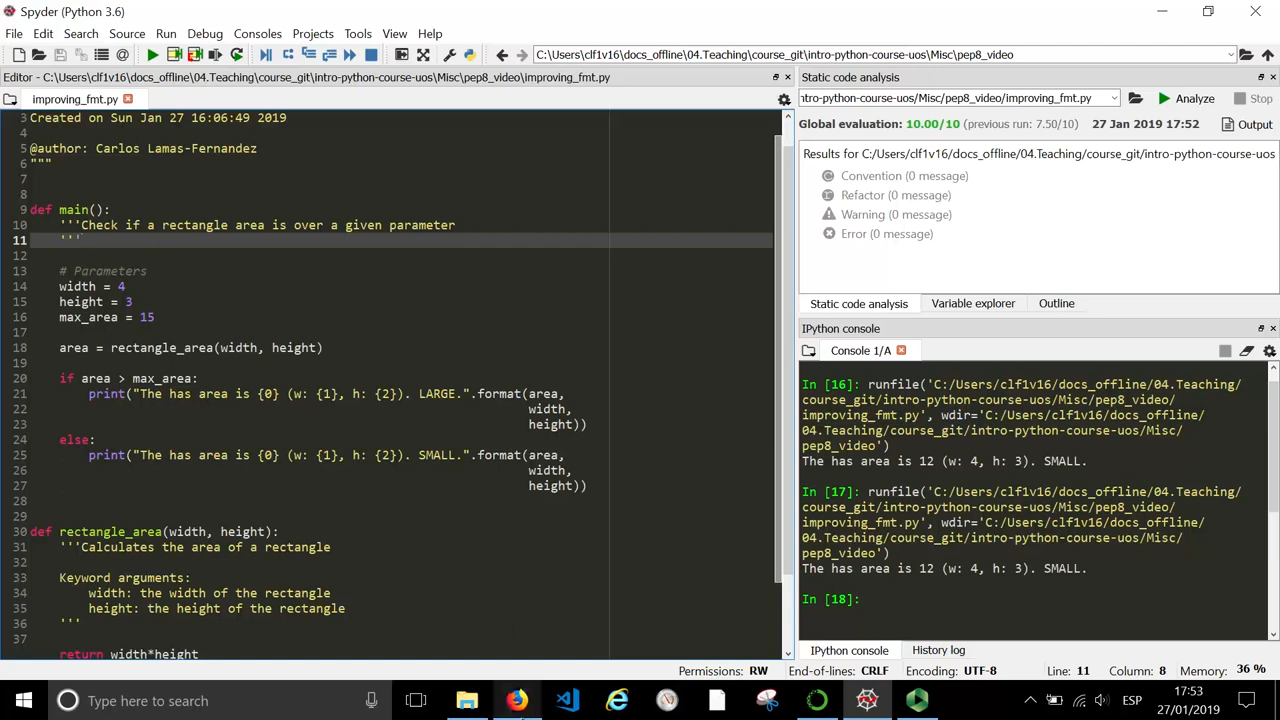 Spyder (Python 3.6)
File Edit Search Source Run Debug Consoles Projects Tools View Help
C:\Users\clf1v16\docs_offline\04.Teaching\course_git\intro-python-course-uos\Misc\pep8_video
Editor - C:\Users\clf1v16\docs_offline\04.Teaching\course_git\intro-python-course-uos\Misc\pep8_video\improving_fmt.py
improving_fmt.py
3 Created on Sun Jan 27 16:06:49 2019
4
5 @author: Carlos Lamas-Fernandez
6 """
7
8
9 def main():
10     '''Check if a rectangle area is over a given parameter
11     '''
12
13     # Parameters
14     width = 4
15     height = 3
16     max_area = 15
17
18     area = rectangle_area(width, height)
19
20     if area > max_area:
21         print("The has area is {0} (w: {1}, h: {2}). LARGE.".format(area,
22                                                                     width,
23                                                                     height))
24     else:
25         print("The has area is {0} (w: {1}, h: {2}). SMALL.".format(area,
26                                                                     width,
27                                                                     height))
28
29
30 def rectangle_area(width, height):
31     '''Calculates the area of a rectangle
32
33     Keyword arguments:
34         width: the width of the rectangle
35         height: the height of the rectangle
36     '''
37
return width*height
Static code analysis
ntro-python-course-uos/Misc/pep8_video/improving_fmt.py Analyze Stop
Global evaluation: 10.00/10 (previous run: 7.50/10) 27 Jan 2019 17:52 Output
Results for C:/Users/clf1v16/docs_offline/04.Teaching/course_git/intro-python-course-uos
Convention (0 message)
Refactor (0 message)
Warning (0 message)
Error (0 message)
Static code analysis Variable explorer Outline
IPython console
Console 1/A
In [16]: runfile('C:/Users/clf1v16/docs_offline/04.Teaching/
course_git/intro-python-course-uos/Misc/pep8_video/
improving_fmt.py', wdir='C:/Users/clf1v16/docs_offline/
04.Teaching/course_git/intro-python-course-uos/Misc/
pep8_video')
The has area is 12 (w: 4, h: 3). SMALL.
In [17]: runfile('C:/Users/clf1v16/docs_offline/04.Teaching/
course_git/intro-python-course-uos/Misc/pep8_video/
improving_fmt.py', wdir='C:/Users/clf1v16/docs_offline/
04.Teaching/course_git/intro-python-course-uos/Misc/
pep8_video')
The has area is 12 (w: 4, h: 3). SMALL.
In [18]:
IPython console History log
Permissions: RW End-of-lines: CRLF Encoding: UTF-8 Line: 11 Column: 8 Memory: 36 %
Type here to search
ESP
17:53
27/01/2019